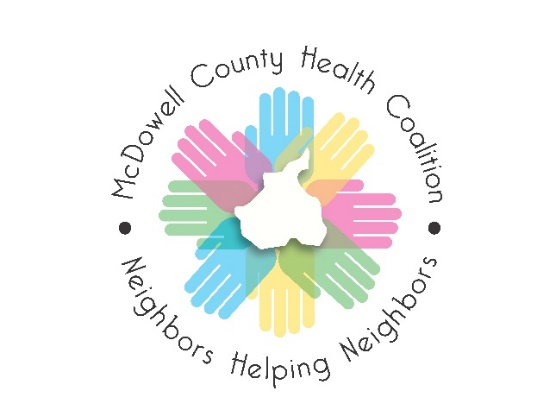 McDowell County Health Coalition
Neighbors Helping Neighbors